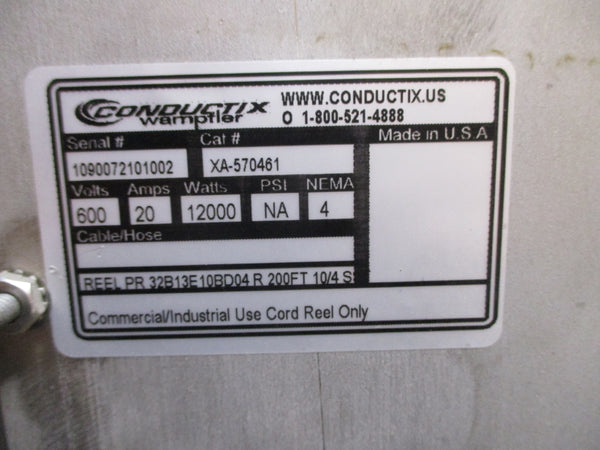 CONDUCTIX
wampfler
WWW.CONDUCTIX.US
O 1-800-521-4888
Serial # Cat # Made in U.S.A
1090072101002 XA-570461
Volts Amps Watts PSI NEMA
600 20 12000 NA 4
Cable/Hose
REEL PR 32B13E10BD04 R 200FT 10/4 S
Commercial/Industrial Use Cord Reel Only